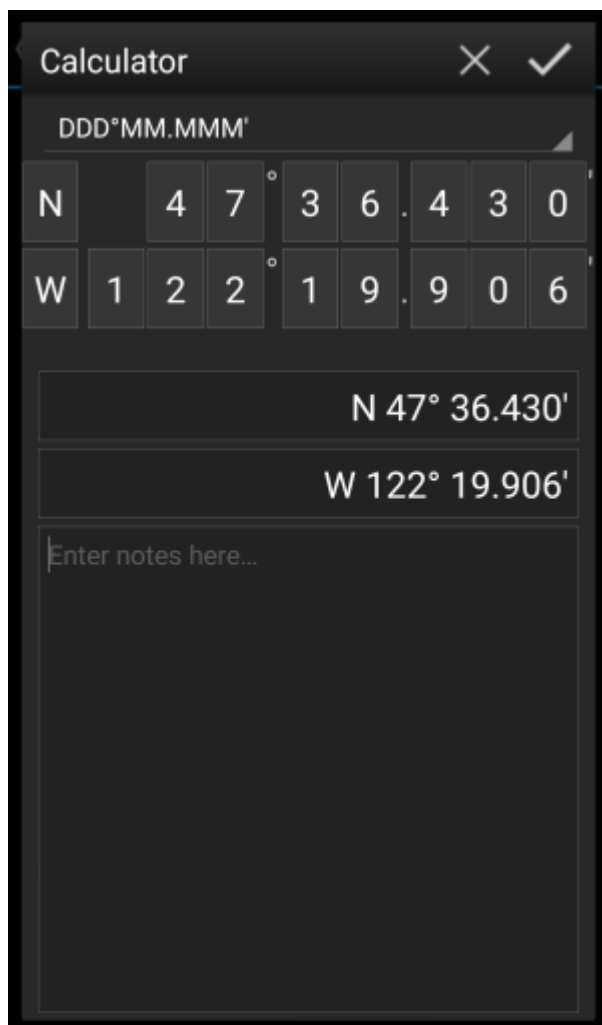 Calculator
DDD°MM.MMM'
N 4 7 ° 3 6 . 4 3 0 '
W 1 2 2 ° 1 9 . 9 0 6 '
N 47° 36.430'
W 122° 19.906'
Enter notes here...